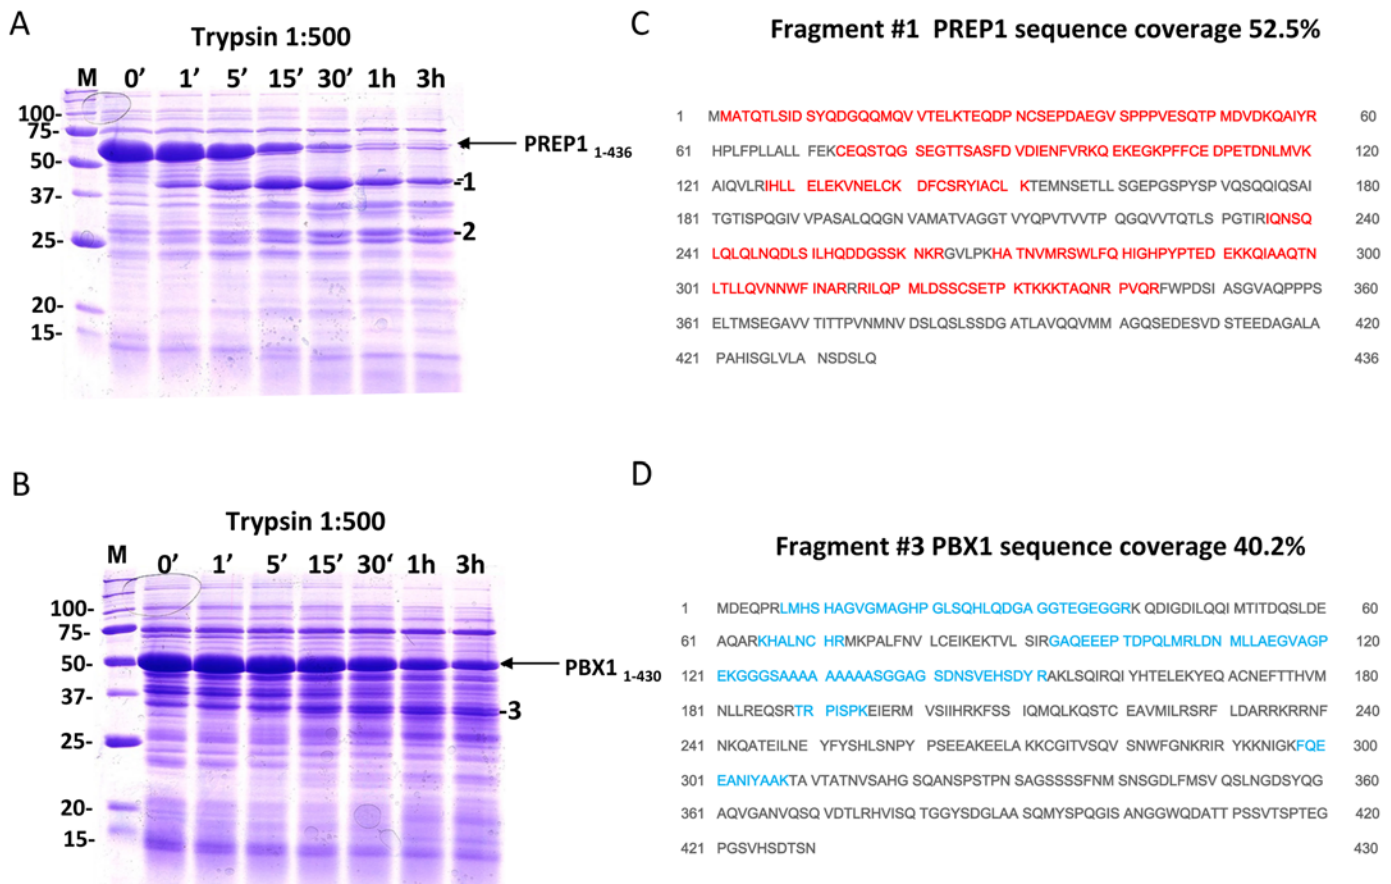 A
Trypsin 1:500
M 0’ 1’ 5’ 15’ 30’ 1h 3h
100-
75-
50-
37-
25-
20-
15-
PREP1 1-436
-1
-2
B
Trypsin 1:500
M 0’ 1’ 5’ 15’ 30‘ 1h 3h
100-
75-
50-
37-
25-
20-
15-
PBX1 1-430
-3
C
Fragment #1 PREP1 sequence coverage 52.5%
1 MMATQTLSID SYQDGQQMQV VTELKTEQDP NCSEPDAEGV SPPPVESQTP MDVDKQAIYR 60
61 HPLFPLLALL FEKCEQSTQG SEGTTSASFD VDIENFVRKQ EKEGKPFFCE DPETDNLMVK 120
121 AIQVLRIHLL ELEKVNELCK DFCSRYIACL KTEMNSETLL SGEPGSPYSP VQSQQIQSAI 180
181 TGTISPQGIV VPASALQQGN VAMATVAGGT VYQPVTVVTP QGQVVTQTLS PGTIRIQNSQ 240
241 LQLQLNQDLS ILHQDDGSSK NKRGVLPKHA TNVMRSWLFQ HIGHPYPTED EKKQIAAQTN 300
301 LTLLQVNNWF INARRRILQP MLDSSCSETP KTKKKTAQNR PVQRFWPDSI ASGVAQPPPS 360
361 ELTMSEGAVV TITTPVNMNV DSLQSLSSDG ATLAVQQVMM AGQSEDESVD STEEDAGALA 420
421 PAHISGLVLA NSDSLQ 436
D
Fragment #3 PBX1 sequence coverage 40.2%
1 MDEQPRLMHS HAGVGMAGHP GLSQHLQDGA GGTEGEGGRK QDIGDILQQI MTITDQSLDE 60
61 AQARKHALNC HRMKPALFNV LCEIKEKTVL SIRGAQEEEP TDPQLMRLDN MLLAEGVAGP 120
121 EKGGGSAAAA AAAAASGGAG SDNSVEHSDY RAKLSQIRQI YHTELEKYEQ ACNEFTTHVM 180
181 NLLREQSRTR PISPKEIERM VSIIHRKFSS IQMQLKQSTC EAVMILRSRF LDARRKRRNF 240
241 NKQATEILNE YFYSHLSNPY PSEEAKEELA KKCGITVSQV SNWFGNKRIR YKKNIGKFQE 300
301 EANIYAAKTA VTATNVSAHG SQANSPSTPN SAGSSSSFNM SNSGDLFMSV QSLNGDSYQG 360
361 AQVGANVQSQ VDTLRHVISQ TGGYSDGLAA SQMYSPQGIS ANGGWQDATT PSSVTSPTEG 420
421 PGSVHSDTSN 430